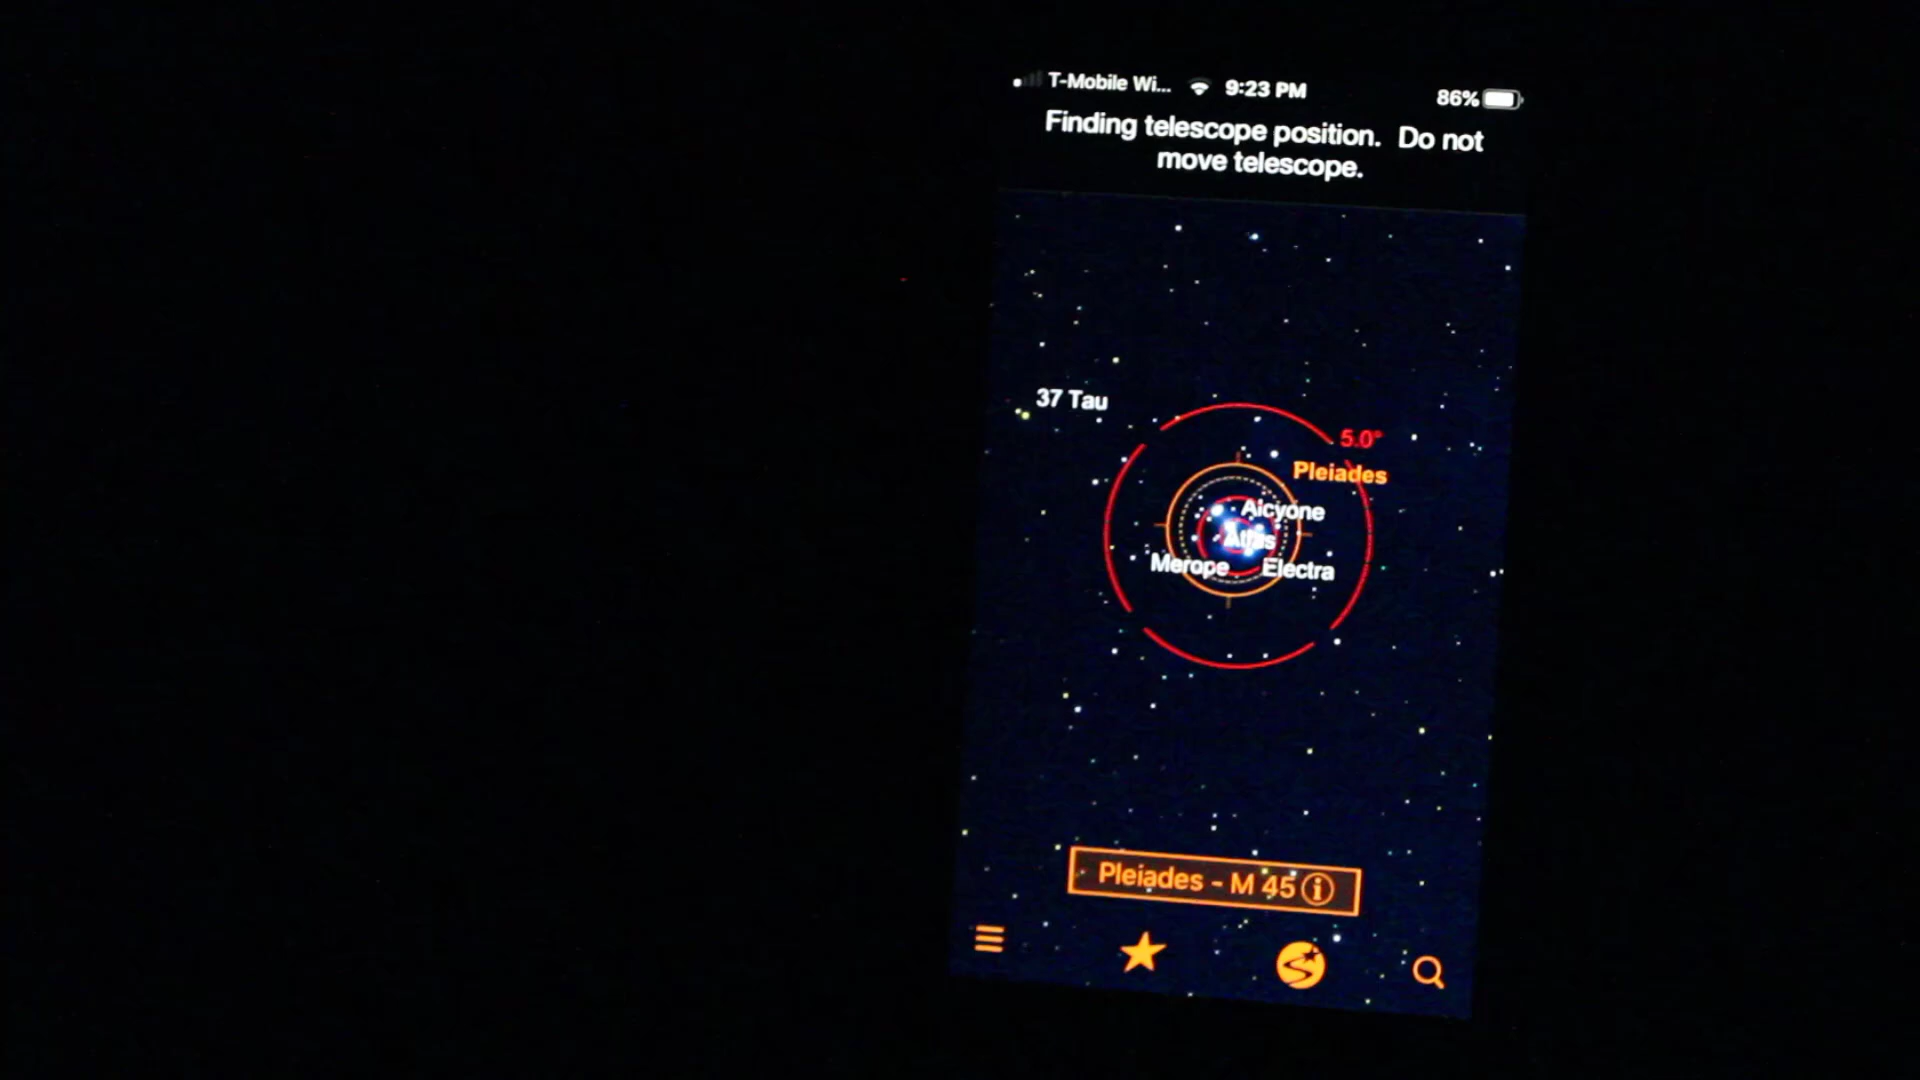 T-Mobile Wi... 9:23 PM 86%
Finding telescope position. Do not
move telescope.
37 Tau
5.0°
Pleiades
Alcyone
Atlas
Merope Electra
Pleiades - M 45